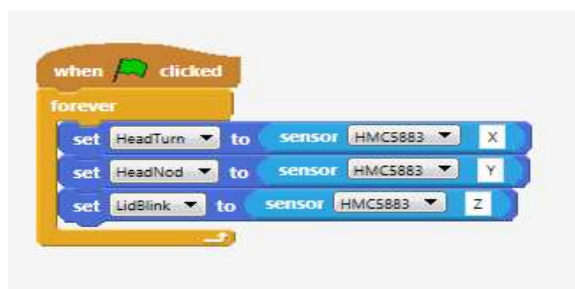 when clicked
forever
set HeadTurn to sensor HMC5883 X
set HeadNod to sensor HMC5883 Y
set LidBlink to sensor HMC5883 Z